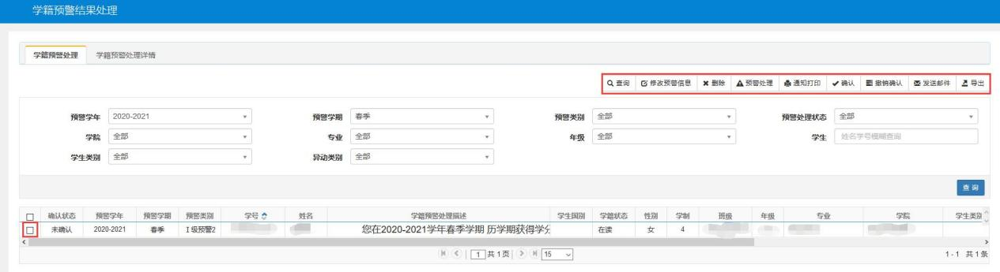 学籍预警结果处理
学籍预警处理 学籍预警处理详情
查询 修改预警信息 删除 预警处理 通知打印 确认 撤销确认 发送邮件 导出
预警学年 2020-2021 预警学期 春季 预警类别 全部 预警处理状态 全部
学院 全部 专业 全部 年级 全部 学生 姓名学号模糊查询
学生类别 全部 异动类别 全部
查询
确认状态 预警学年 预警学期 预警类别 学号 姓名 学籍预警处理描述 学生国别 学籍状态 性别 学制 班级 年级 专业 学院 学生类别
未确认 2020-2021 春季 I 级预警2 您在2020-2021学年春季学期 历学期获得学分 在读 女 4
1 共 1 页 15 1 - 1 共 1 条